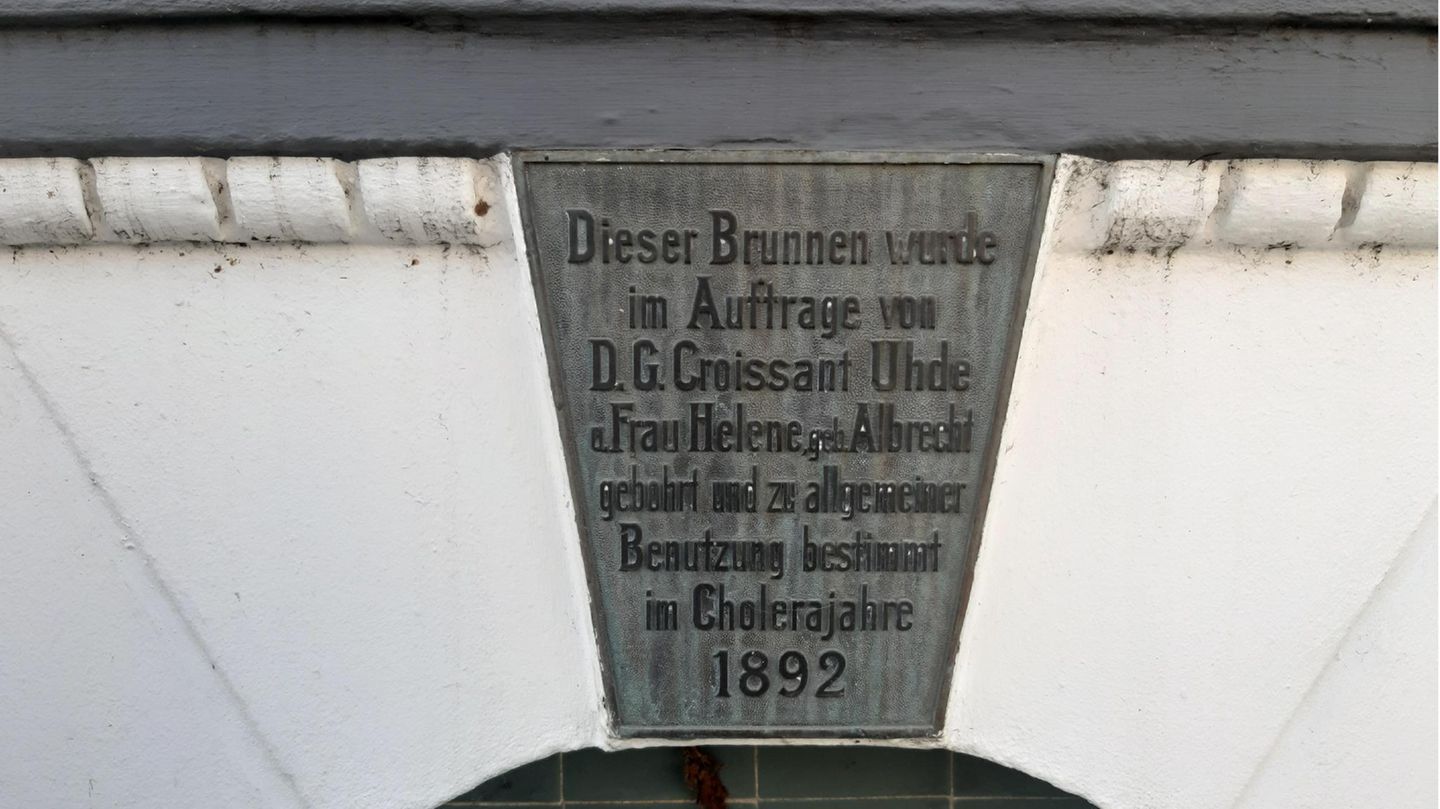 Dieser Brunnen wurde
im Auftrage von
D. G. Croissant Uhde
u. Frau Helene, geb. Albrecht
gebohrt und zu allgemeiner
Benutzung bestimmt
im Cholerajahre
1892